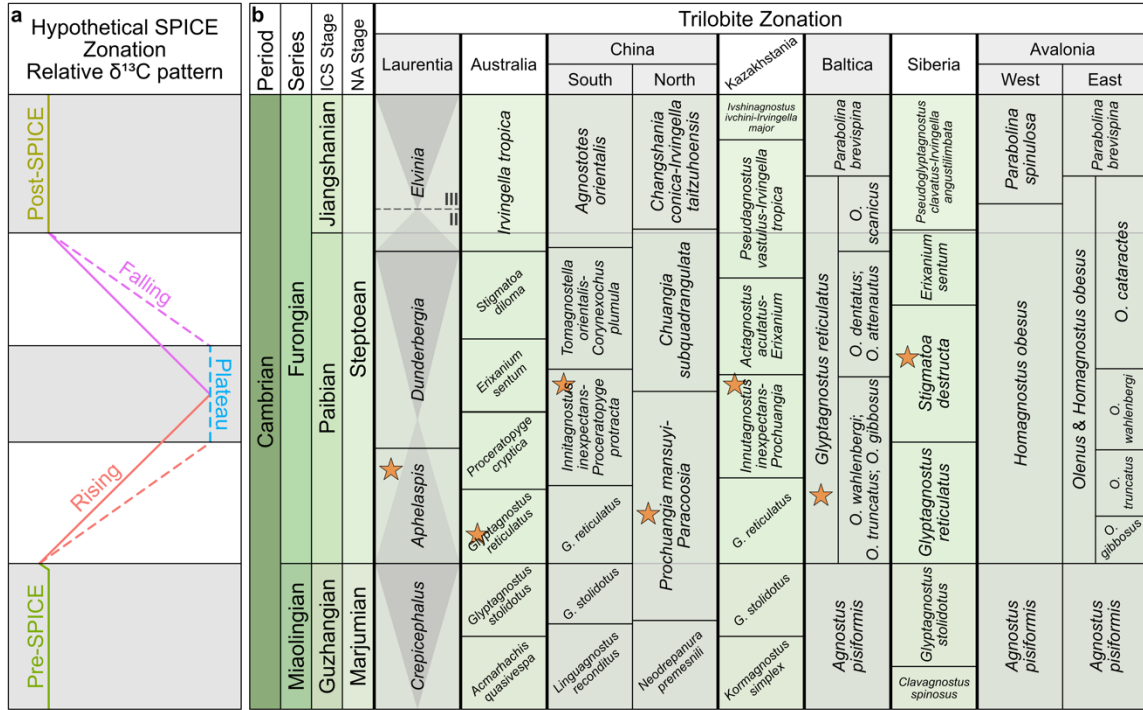 a
Hypothetical SPICE
Zonation
Relative δ¹³C pattern
Post-SPICE
Falling
Plateau
Rising
Pre-SPICE
b
Period
Series
ICS Stage
NA Stage
Trilobite Zonation
Laurentia
Australia
China
South
North
Kazakhstania
Baltica
Siberia
Avalonia
West
East
Cambrian
Furongian
Miaolingian
Jiangshanian
Paibian
Guzhangian
Steptoean
Marjumian
Elvinia
III
II
Dunderbergia
Aphelaspis
Crepicephalus
Irvingella tropica
Stigmatoa
diloma
Erixanium
sentum
Proceratopyge
cryptica
Glyptagnostus
reticulatus
Glyptagnostus
stolidotus
Acmarhachis
quasivespa
Agnostotes
orientalis
Tomagnostella
orientalis-
Corynexochus
plumula
Innitagnostus
inexpectans-
Proceratopyge
protracta
G. reticulatus
G. stolidotus
Linguagnostus
reconditus
Changshania
conica-Irvingella
taitzuhoensis
Chuangia
subquadrangulata
Prochuangia mansuyi-
Paracoosia
Neodrepanura
premesnili
Ivshinagnostus
ivchini-Irvingella
major
Pseudagnostus
vastulus-Irvingella
tropica
Actagnostus
acutatus-
Erixanium
Innutagnostus
inexpectans-
Prochuangia
G. reticulatus
G. stolidotus
Kormagnostus
simplex
Parabolina
brevispina
Glyptagnostus reticulatus
O.
scanicus
O. dentatus;
O. attenautus
O. wahlenbergi;
O. truncatus; O. gibbosus
Agnostus
pisiformis
Pseudoglyptagnostus
clavatus-Irvingella
angustilimbata
Erixanium
sentum
Stigmatoa
destructa
Glyptagnostus
reticulatus
Glyptagnostus
stolidotus
Clavagnostus
spinosus
Parabolina
spinulosa
Homagnostus obesus
Agnostus
pisiformis
Parabolina
brevispina
Olenus & Homagnostus obesus
O. cataractes
O.
wahlenbergi
O.
truncatus
O.
gibbosus
Agnostus
pisiformis